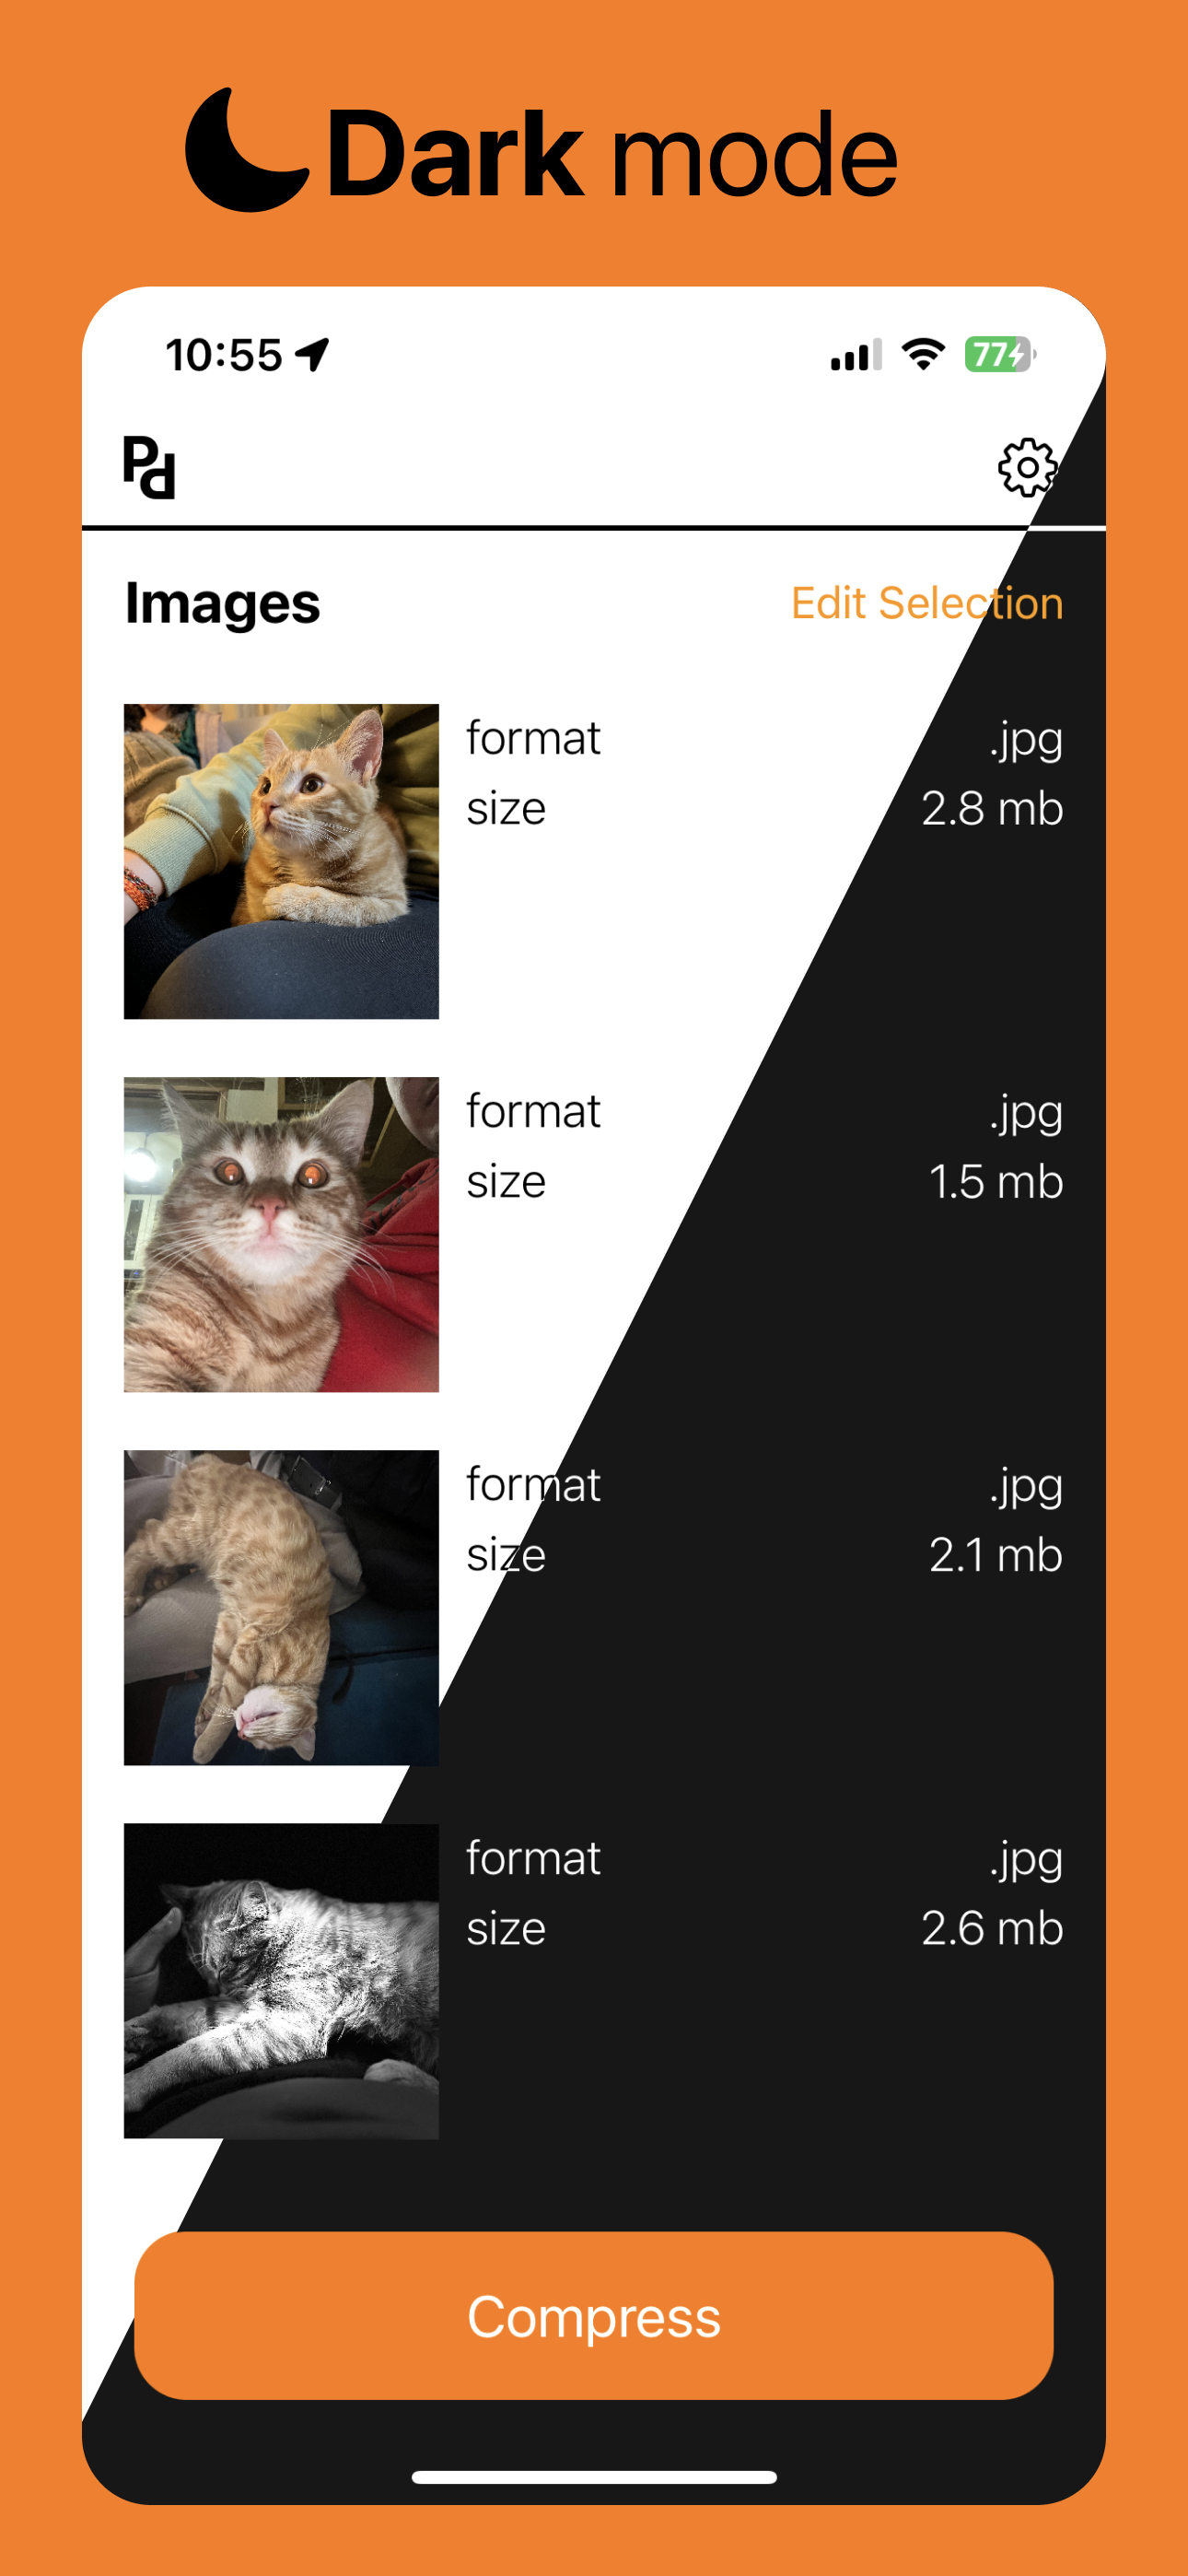 Dark mode
10:55
77
Pd
Images
Edit Selection
format .jpg
size 2.8 mb
format .jpg
size 1.5 mb
format .jpg
size 2.1 mb
format .jpg
size 2.6 mb
Compress